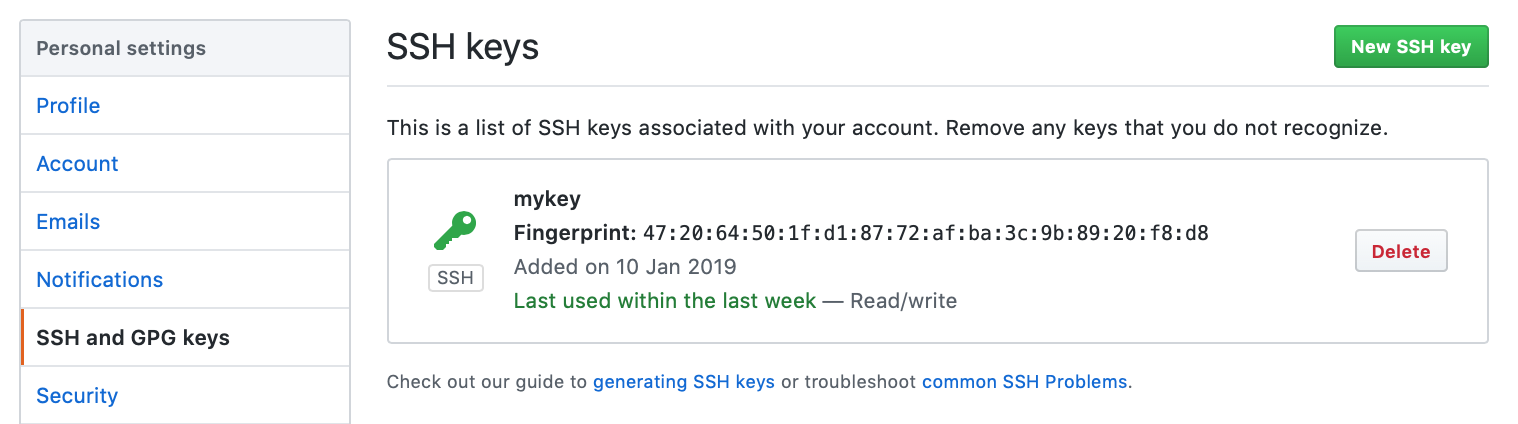 Personal settings
Profile
Account
Emails
Notifications
SSH and GPG keys
Security
SSH keys
New SSH key
This is a list of SSH keys associated with your account. Remove any keys that you do not recognize.
mykey
Fingerprint: 47:20:64:50:1f:d1:87:72:af:ba:3c:9b:89:20:f8:d8
Added on 10 Jan 2019
Last used within the last week — Read/write
SSH
Delete
Check out our guide to generating SSH keys or troubleshoot common SSH Problems.